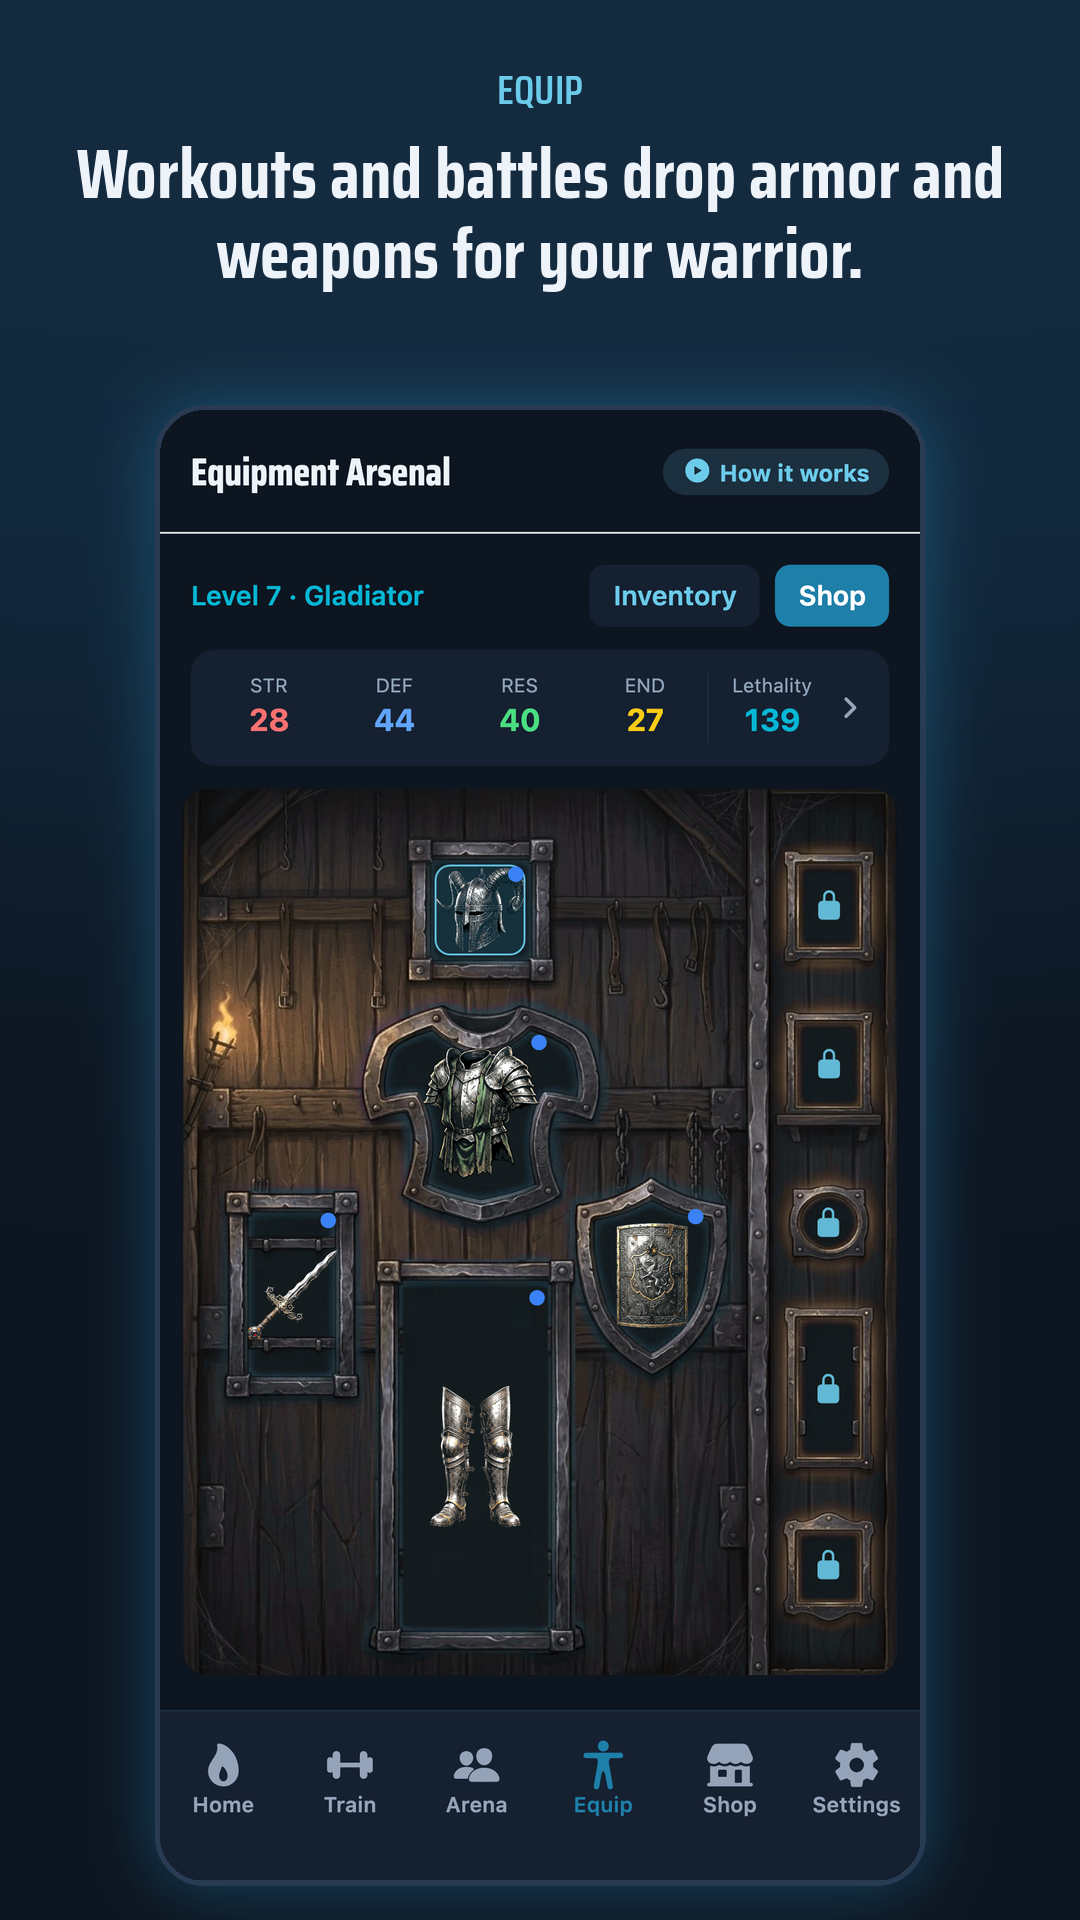 EQUIP
Workouts and battles drop armor and
weapons for your warrior.
Equipment Arsenal
How it works
Level 7 · Gladiator
Inventory
Shop
STR DEF RES END Lethality
28 44 40 27 139
Home Train Arena Equip Shop Settings